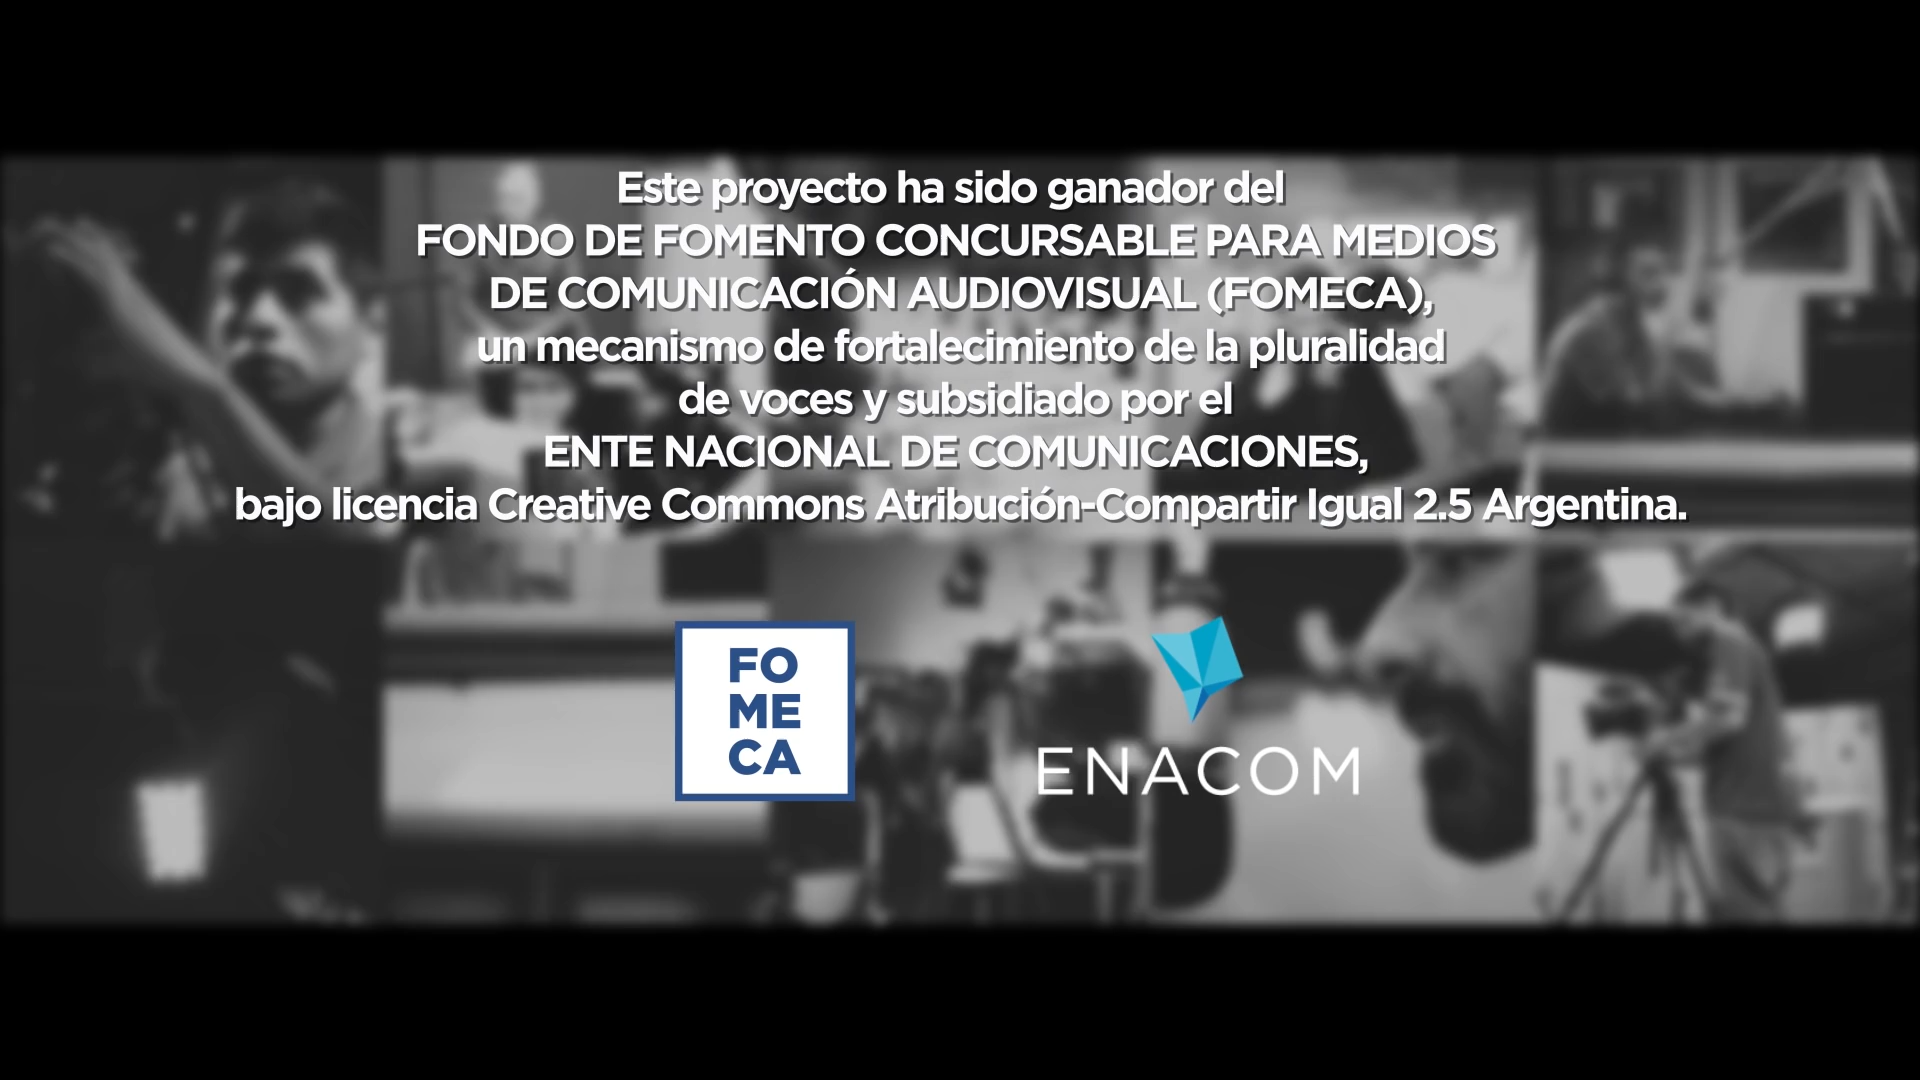 Este proyecto ha sido ganador del
FONDO DE FOMENTO CONCURSABLE PARA MEDIOS
DE COMUNICACIÓN AUDIOVISUAL (FOMECA),
un mecanismo de fortalecimiento de la pluralidad
de voces y subsidiado por el
ENTE NACIONAL DE COMUNICACIONES,
bajo licencia Creative Commons Atribución-Compartir Igual 2.5 Argentina.
FO
ME
CA
ENACOM